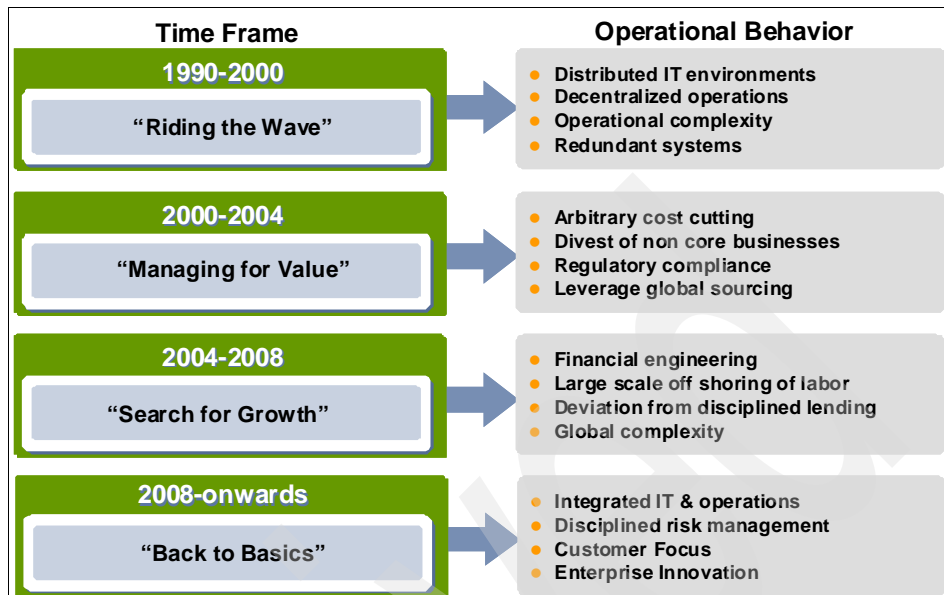 Time Frame
Operational Behavior
1990-2000
“Riding the Wave”
Distributed IT environments
Decentralized operations
Operational complexity
Redundant systems
2000-2004
“Managing for Value”
Arbitrary cost cutting
Divest of non core businesses
Regulatory compliance
Leverage global sourcing
2004-2008
“Search for Growth”
Financial engineering
Large scale off shoring of labor
Deviation from disciplined lending
Global complexity
2008-onwards
“Back to Basics”
Integrated IT & operations
Disciplined risk management
Customer Focus
Enterprise Innovation